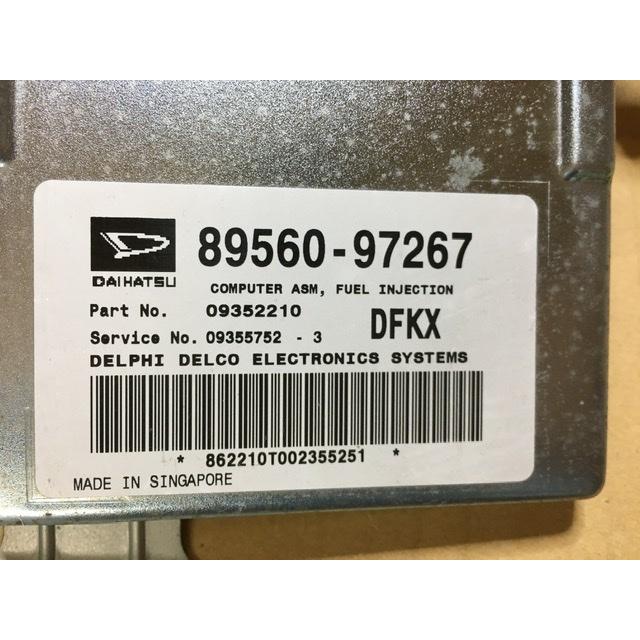 89560-97267
DAIHATSU
COMPUTER ASM, FUEL INJECTION
Part No. 09352210
DFKX
Service No. 09355752 - 3
DELPHI DELCO ELECTRONICS SYSTEMS
* 862210T002355251 *
MADE IN SINGAPORE